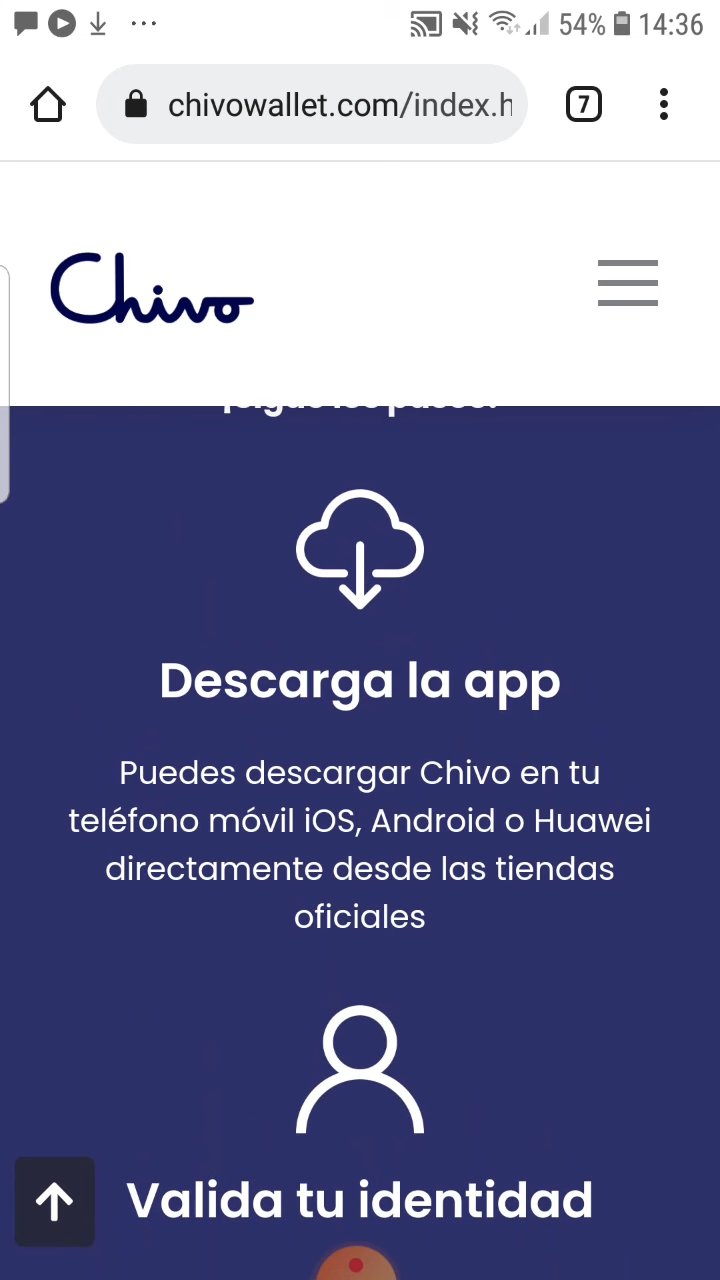 54% 14:36
chivowallet.com/index.h
7
Chivo
Descarga la app
Puedes descargar Chivo en tu
teléfono móvil iOS, Android o Huawei
directamente desde las tiendas
oficiales
Valida tu identidad